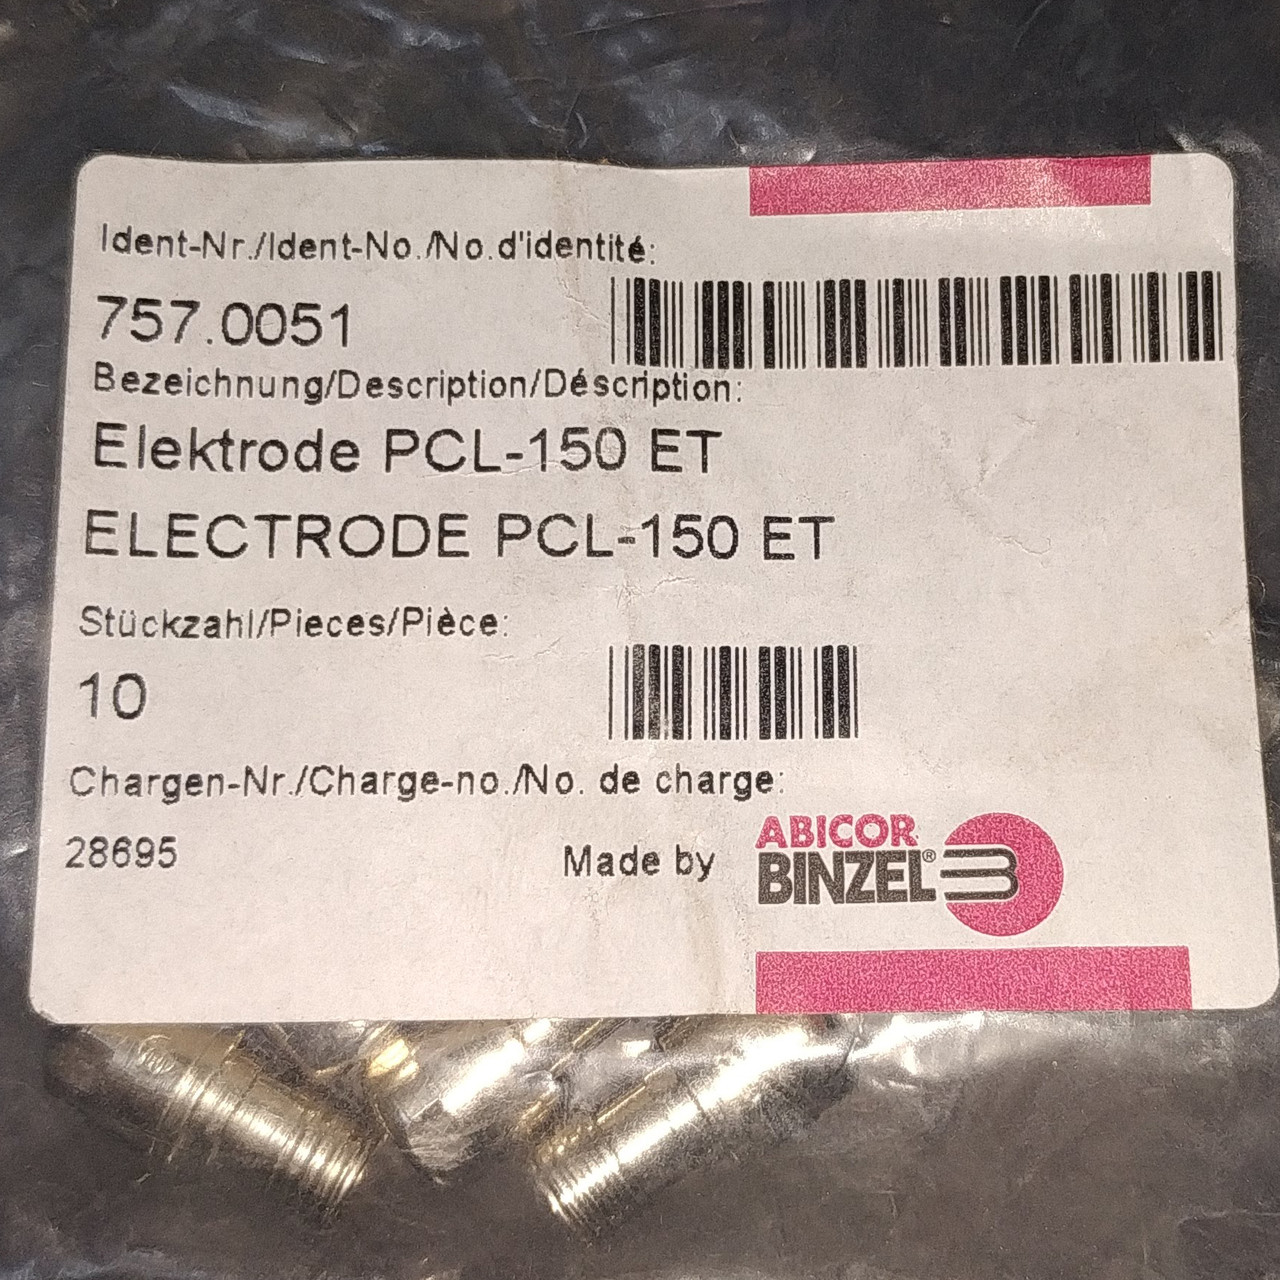 Ident-Nr./Ident-No./No.d'identité:
757.0051
Bezeichnung/Description/Déscription:
Elektrode PCL-150 ET
ELECTRODE PCL-150 ET
Stückzahl/Pieces/Pièce:
10
Chargen-Nr./Charge-no./No. de charge:
28695
Made by
ABICOR
BINZEL®